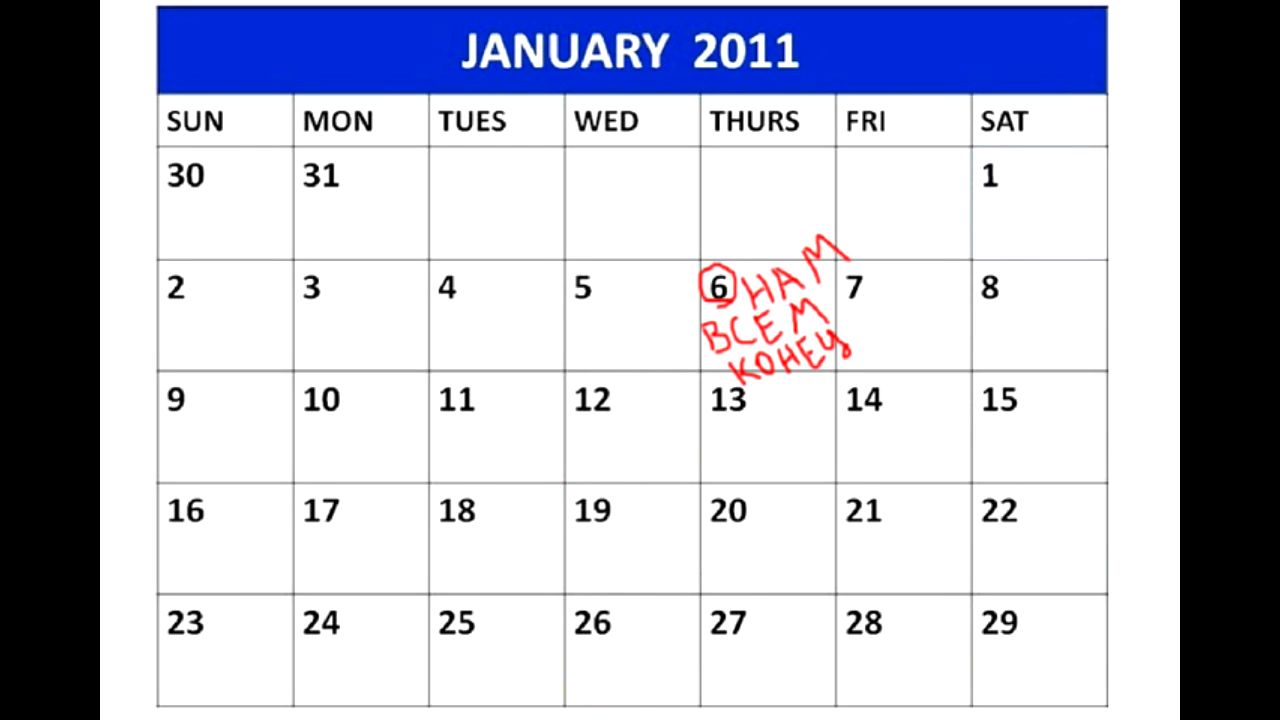 JANUARY 2011
SUN MON TUES WED THURS FRI SAT
30 31 1
2 3 4 5 6 7 8
НАМ
ВСЕМ
КОНЕЦ
9 10 11 12 13 14 15
16 17 18 19 20 21 22
23 24 25 26 27 28 29